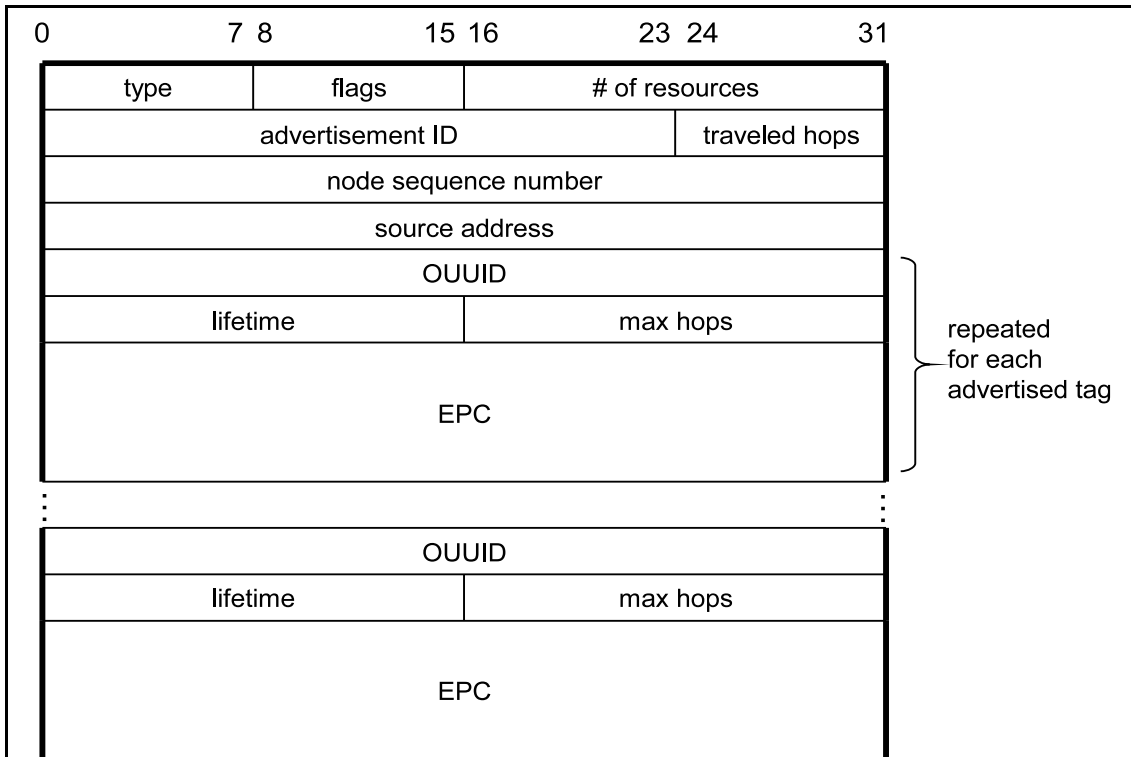 0 7 8 15 16 23 24 31
type flags # of resources
advertisement ID traveled hops
node sequence number
source address
OUUID
lifetime max hops
repeated
for each
advertised tag
EPC
OUUID
lifetime max hops
EPC